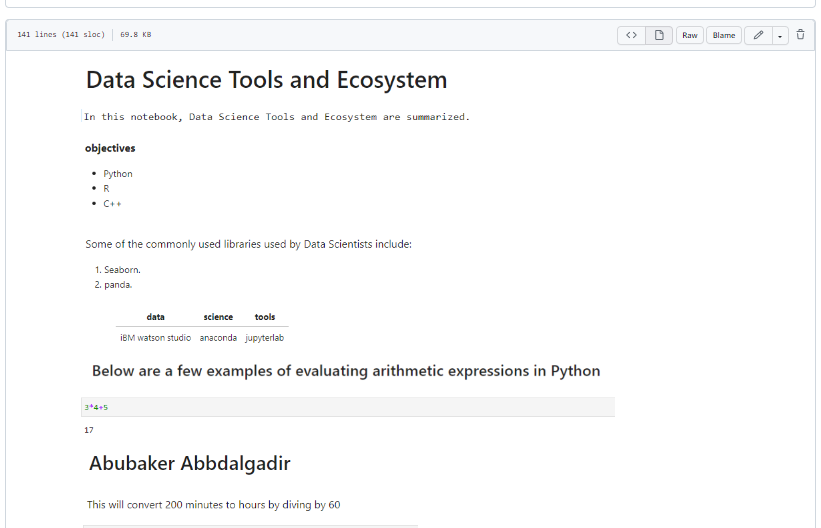 141 lines (141 sloc) 69.8 KB
<> Raw Blame
Data Science Tools and Ecosystem
In this notebook, Data Science Tools and Ecosystem are summarized.
objectives
• Python
• R
• C++
Some of the commonly used libraries used by Data Scientists include:
1. Seaborn.
2. panda.
data science tools
iBM watson studio anaconda jupyterlab
Below are a few examples of evaluating arithmetic expressions in Python
3*4+5
17
Abubaker Abbdalgadir
This will convert 200 minutes to hours by diving by 60